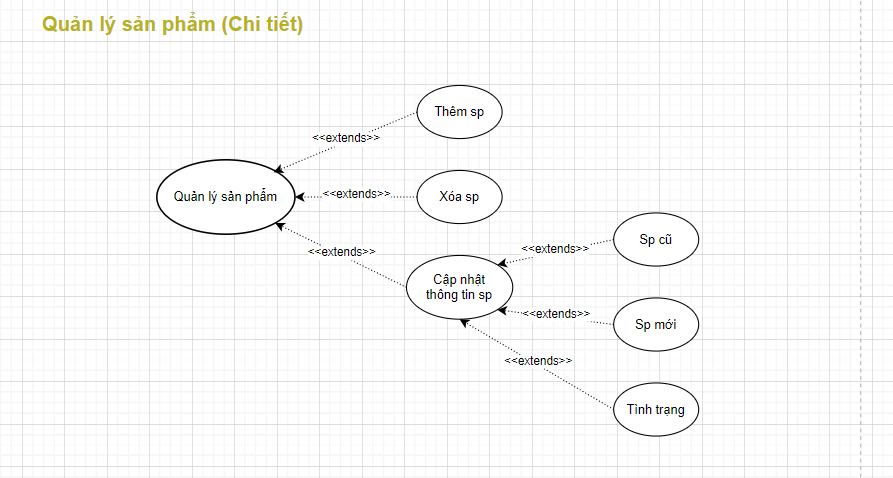 Quản lý sản phẩm (Chi tiết)
Thêm sp
<<extends>>
Quản lý sản phẩm
<<extends>>
Xóa sp
<<extends>>
Cập nhật
thông tin sp
<<extends>>
Sp cũ
<<extends>>
Sp mới
<<extends>>
Tình trạng